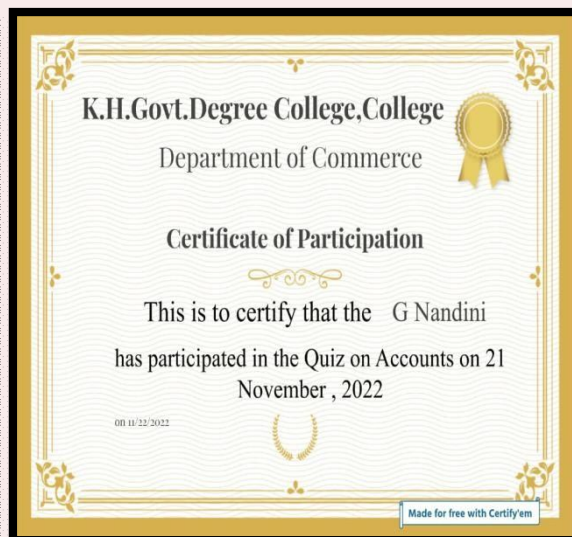 K.H.Govt.Degree College,College
Department of Commerce
Certificate of Participation
This is to certify that the G Nandini
has participated in the Quiz on Accounts on 21
November , 2022
on 11/22/2022
Made for free with Certify'em